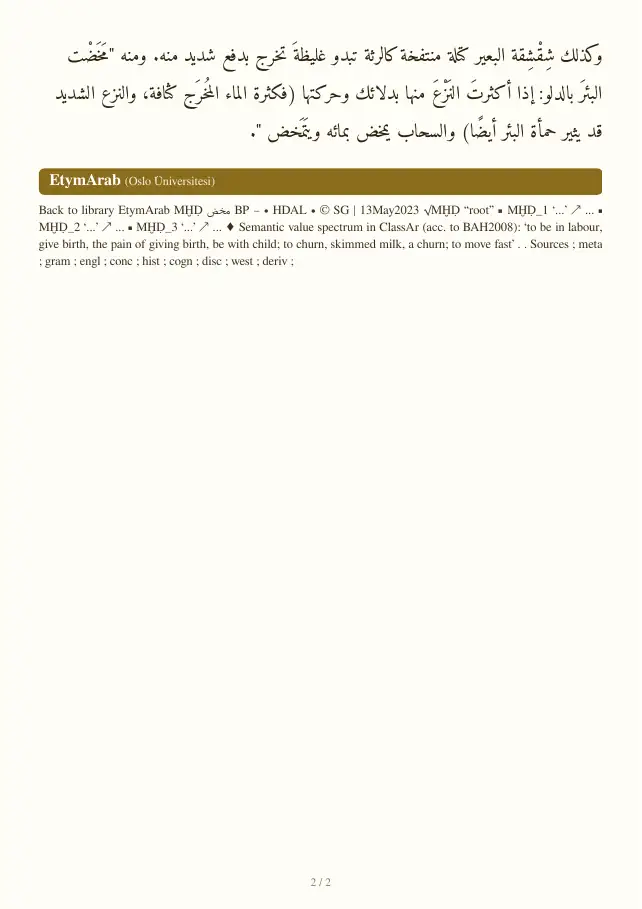 وكذلك شِقْشِقة البعير كتلة منتفخة كالرئة تبدو غليظةَ تخرج بدفع شديد منه. ومنه "مَخَضْت
البئرَ بالدلو: إذا أكثرتَ النَزْعَ منها بدلائك وحركتها (فكثرة الماء المُخرَج كثافة، والنزع الشديد
قد يثير حمأة البئر أيضًا) والسحاب يمخض بمائه ويتَمَخض ".
EtymArab (Oslo Üniversitesi)
Back to library EtymArab MḪḌ مخض BP – • HDAL • © SG | 13May2023 √MḪḌ “root” ▪ MḪḌ_1 ‘...’ ↗ ... ▪
MḪḌ_2 ‘...’ ↗ ... ▪ MḪḌ_3 ‘...’ ↗ ... ♦ Semantic value spectrum in ClassAr (acc. to BAH2008): ‘to be in labour,
give birth, the pain of giving birth, be with child; to churn, skimmed milk, a churn; to move fast’ . . Sources ; meta
; gram ; engl ; conc ; hist ; cogn ; disc ; west ; deriv ;
2 / 2